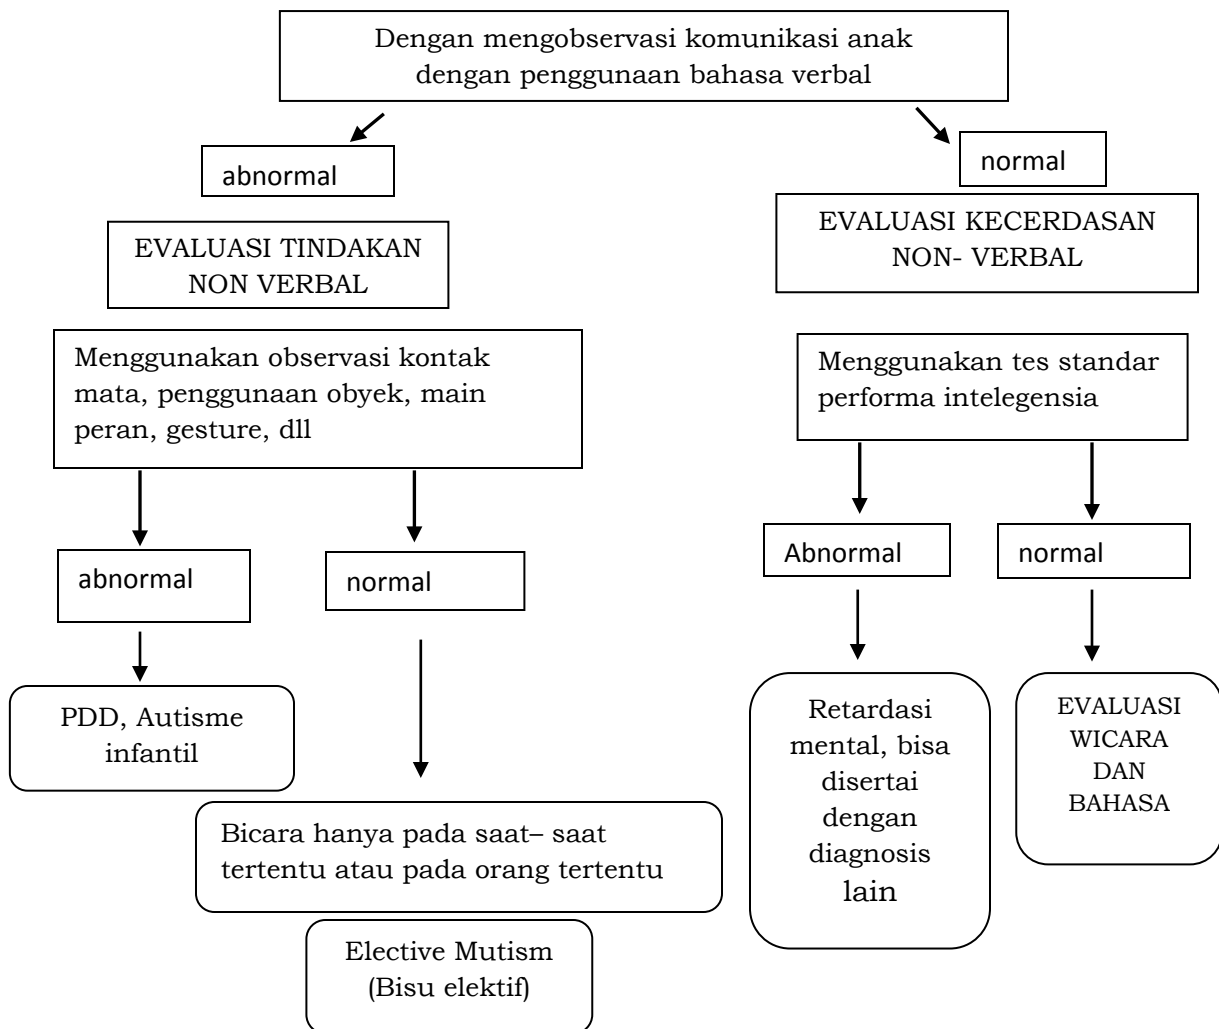 Dengan mengobservasi komunikasi anak
dengan penggunaan bahasa verbal
abnormal
normal
EVALUASI TINDAKAN
NON VERBAL
EVALUASI KECERDASAN
NON- VERBAL
Menggunakan observasi kontak
mata, penggunaan obyek, main
peran, gesture, dll
Menggunakan tes standar
performa intelegensia
abnormal
normal
Abnormal
normal
PDD, Autisme
infantil
Bicara hanya pada saat– saat
tertentu atau pada orang tertentu
Elective Mutism
(Bisu elektif)
Retardasi
mental, bisa
disertai
dengan
diagnosis
lain
EVALUASI
WICARA
DAN
BAHASA